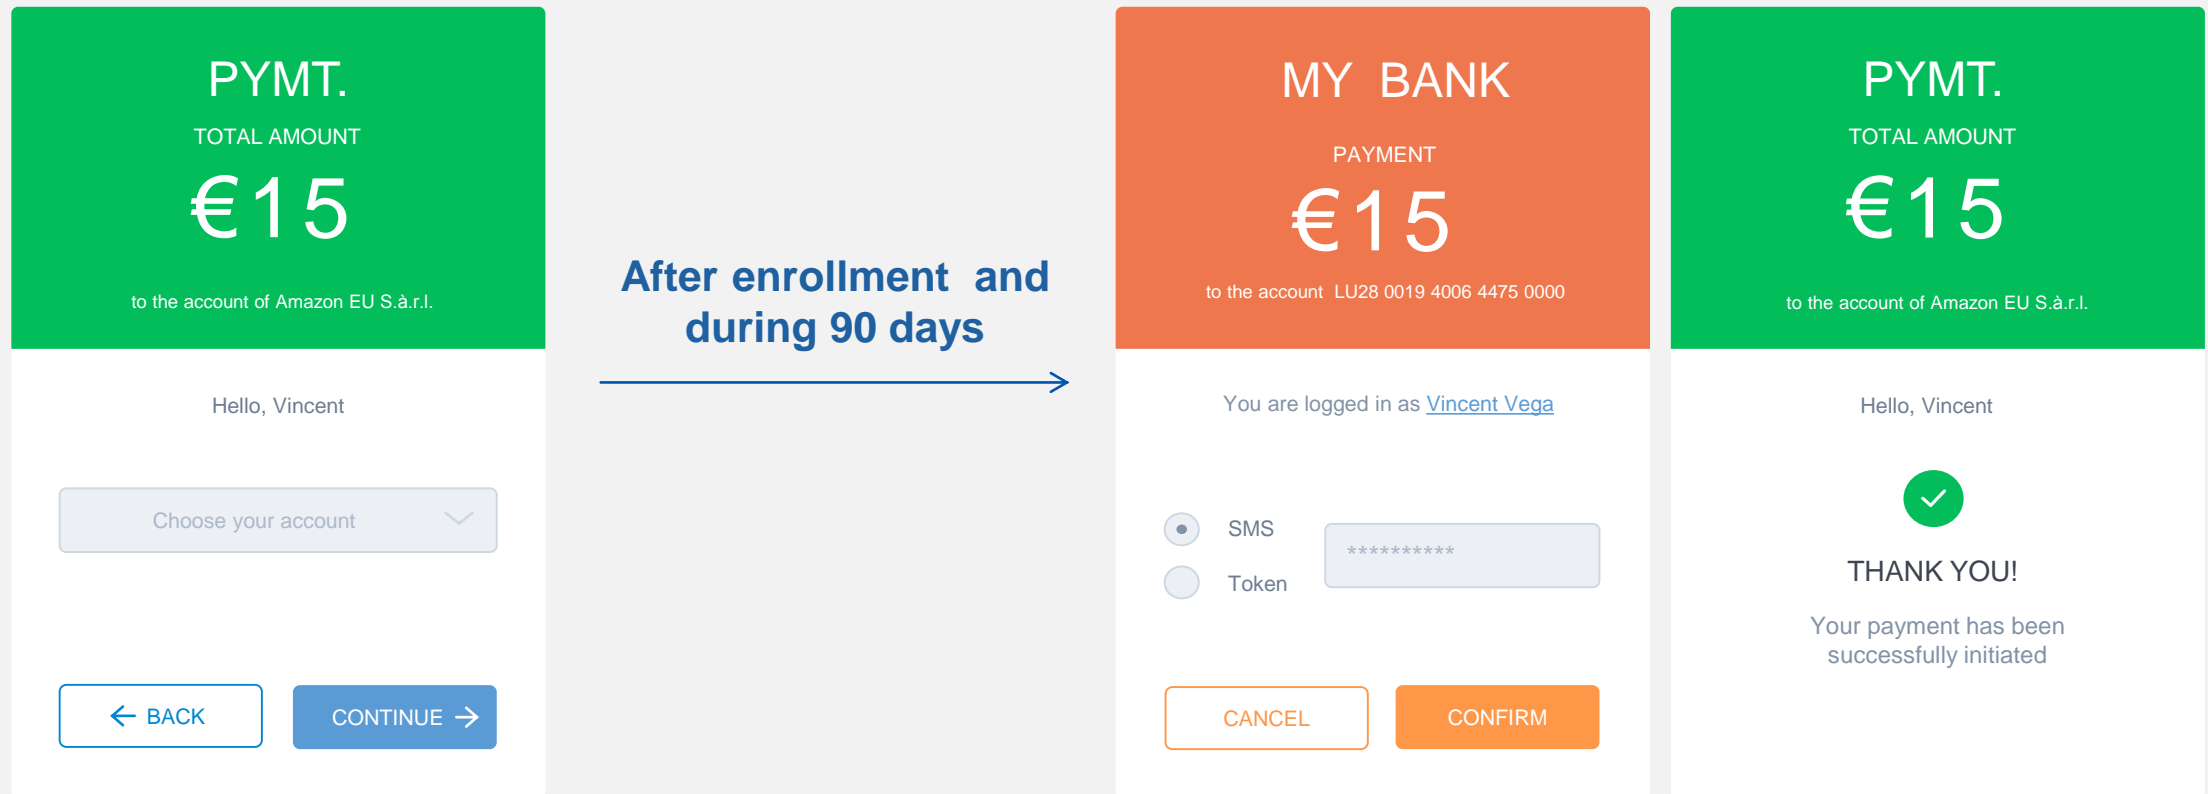 PYMT.
TOTAL AMOUNT
€15
to the account of Amazon EU S.à.r.l.
Hello, Vincent
Choose your account
BACK
CONTINUE
After enrollment and
during 90 days
MY BANK
PAYMENT
€15
to the account LU28 0019 4006 4475 0000
You are logged in as Vincent Vega
SMS
**********
Token
CANCEL
CONFIRM
PYMT.
TOTAL AMOUNT
€15
to the account of Amazon EU S.à.r.l.
Hello, Vincent
THANK YOU!
Your payment has been
successfully initiated